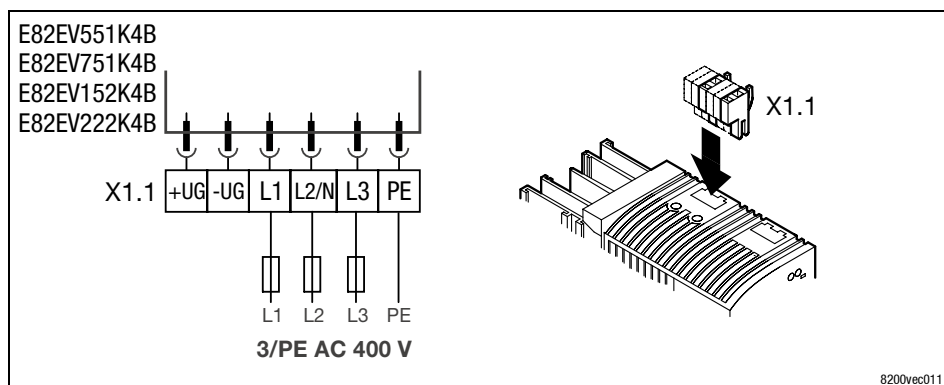 E82EV551K4B
E82EV751K4B
E82EV152K4B
E82EV222K4B
X1.1
X1.1 +UG -UG L1 L2/N L3 PE
L1 L2 L3 PE
3/PE AC 400 V
8200vec011